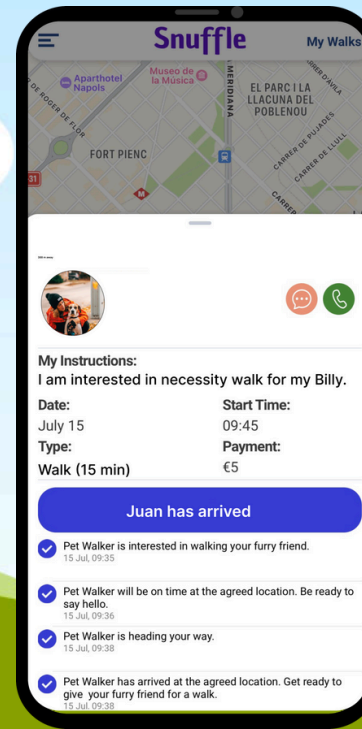 Snuffle
My Walks
Aparthotel
Napols
Museo de
la Música
MERIDIANA
EL PARC I LA
LLACUNA DEL
POBLENOU
DE ROGER DE FLOR
FORT PIENC
CARRER DE PUJADES
CARRER DE LLULL
31
M
My Instructions:
I am interested in necessity walk for my Billy.
Date:
Start Time:
July 15
09:45
Type:
Payment:
Walk (15 min)
€5
Juan has arrived
Pet Walker is interested in walking your furry friend.
15 Jul, 09:35
Pet Walker will be on time at the agreed location. Be ready to
say hello.
15 Jul, 09:36
Pet Walker is heading your way.
15 Jul, 09:38
Pet Walker has arrived at the agreed location. Get ready to
give your furry friend for a walk.
15 Jul, 09:38